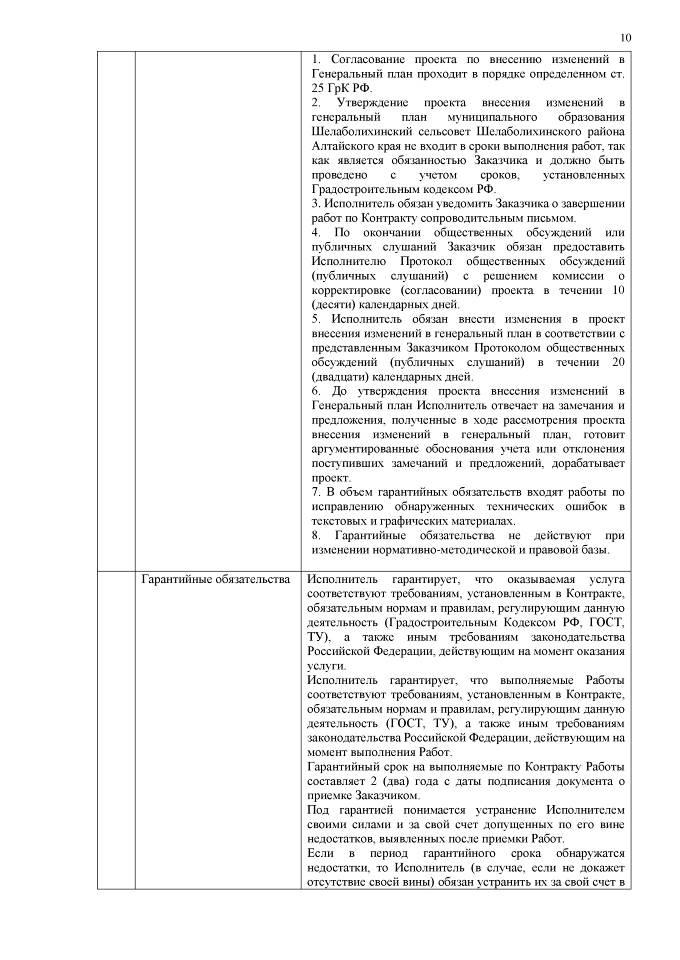 10
1. Согласование проекта по внесению изменений в
Генеральный план проходит в порядке определенном ст.
25 ГрК РФ.
2. Утверждение проекта внесения изменений в
генеральный план муниципального образования
Шелаболихинский сельсовет Шелаболихинского района
Алтайского края не входит в сроки выполнения работ, так
как является обязанностью Заказчика и должно быть
проведено с учетом сроков, установленных
Градостроительным кодексом РФ.
3. Исполнитель обязан уведомить Заказчика о завершении
работ по Контракту сопроводительным письмом.
4. По окончании общественных обсуждений или
публичных слушаний Заказчик обязан предоставить
Исполнителю Протокол общественных обсуждений
(публичных слушаний) с решением комиссии о
корректировке (согласовании) проекта в течении 10
(десяти) календарных дней.
5. Исполнитель обязан внести изменения в проект
внесения изменений в генеральный план в соответствии с
представленным Заказчиком Протоколом общественных
обсуждений (публичных слушаний) в течении 20
(двадцати) календарных дней.
6. До утверждения проекта внесения изменений в
Генеральный план Исполнитель отвечает на замечания и
предложения, полученные в ходе рассмотрения проекта
внесения изменений в генеральный план, готовит
аргументированные обоснования учета или отклонения
поступивших замечаний и предложений, дорабатывает
проект.
7. В объем гарантийных обязательств входят работы по
исправлению обнаруженных технических ошибок в
текстовых и графических материалах.
8. Гарантийные обязательства не действуют при
изменении нормативно-методической и правовой базы.
Гарантийные обязательства
Исполнитель гарантирует, что оказываемая услуга
соответствуют требованиям, установленным в Контракте,
обязательным нормам и правилам, регулирующим данную
деятельность (Градостроительным Кодексом РФ, ГОСТ,
ТУ), а также иным требованиям законодательства
Российской Федерации, действующим на момент оказания
услуги.
Исполнитель гарантирует, что выполняемые Работы
соответствуют требованиям, установленным в Контракте,
обязательным нормам и правилам, регулирующим данную
деятельность (ГОСТ, ТУ), а также иным требованиям
законодательства Российской Федерации, действующим на
момент выполнения Работ.
Гарантийный срок на выполняемые по Контракту Работы
составляет 2 (два) года с даты подписания документа о
приемке Заказчиком.
Под гарантией понимается устранение Исполнителем
своими силами и за свой счет допущенных по его вине
недостатков, выявленных после приемки Работ.
Если в период гарантийного срока обнаружатся
недостатки, то Исполнитель (в случае, если не докажет
отсутствие своей вины) обязан устранить их за свой счет в